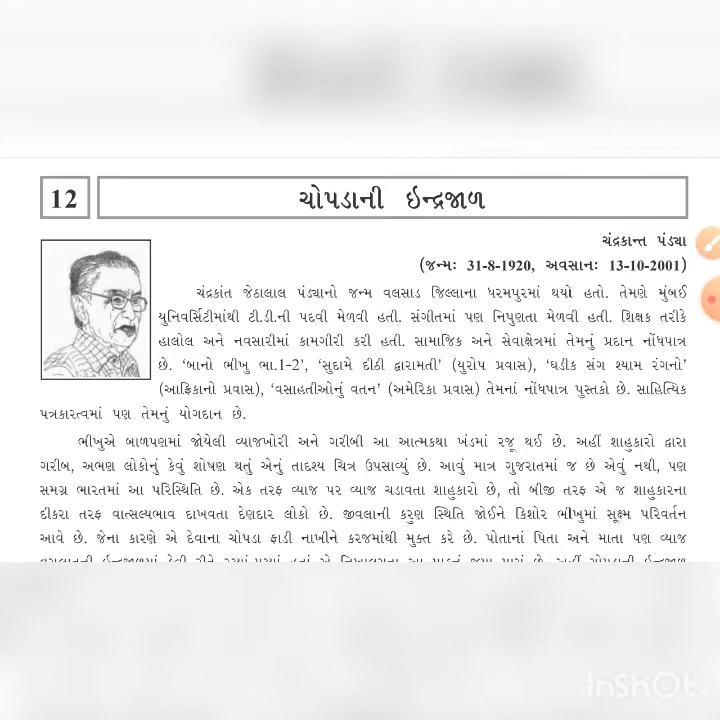 12
ચોપડાની ઇન્દ્રજાળ
ચંદ્રકાન્ત પંડ્યા
(જન્મઃ 31-8-1920, અવસાનઃ 13-10-2001)
ચંદ્રકાંત જેઠાલાલ પંડ્યાનો જન્મ વલસાડ જિલ્લાના ધરમપુરમાં થયો હતો. તેમણે મુંબઈ
યુનિવર્સિટીમાંથી ટી.ડી.ની પદવી મેળવી હતી. સંગીતમાં પણ નિપુણતા મેળવી હતી. શિક્ષક તરીકે
હાલોલ અને નવસારીમાં કામગીરી કરી હતી. સામાજિક અને સેવાક્ષેત્રમાં તેમનું પ્રદાન નોંધપાત્ર
છે. ‘બાનો ભીખુ ભા.1-2’, ‘સુદામે દીઠી દ્વારામતી’ (યુરોપ પ્રવાસ), ‘ઘડીક સંગ શ્યામ રંગનો’
(આફ્રિકાનો પ્રવાસ), ‘વસાહતીઓનું વતન’ (અમેરિકા પ્રવાસ) તેમનાં નોંધપાત્ર પુસ્તકો છે. સાહિત્યિક
પત્રકારત્વમાં પણ તેમનું યોગદાન છે.
ભીખુએ બાળપણમાં જોયેલી વ્યાજખોરી અને ગરીબી આ આત્મકથા ખંડમાં રજૂ થઈ છે. અહીં શાહુકારો દ્વારા
ગરીબ, અભણ લોકોનું કેવું શોષણ થતું એનું તાદશ્ય ચિત્ર ઉપસાવ્યું છે. આવું માત્ર ગુજરાતમાં જ છે એવું નથી, પણ
સમગ્ર ભારતમાં આ પરિસ્થિતિ છે. એક તરફ વ્યાજ પર વ્યાજ ચડાવતા શાહુકારો છે, તો બીજી તરફ એ જ શાહુકારના
દીકરા તરફ વાત્સલ્યભાવ દાખવતા દેણદાર લોકો છે. જીવલાની કરુણ સ્થિતિ જોઈને કિશોર ભીખુમાં સૂક્ષ્મ પરિવર્તન
આવે છે. જેના કારણે એ દેવાના ચોપડા ફાડી નાખીને કરજમાંથી મુક્ત કરે છે. પોતાનાં પિતા અને માતા પણ વ્યાજ
InShOt